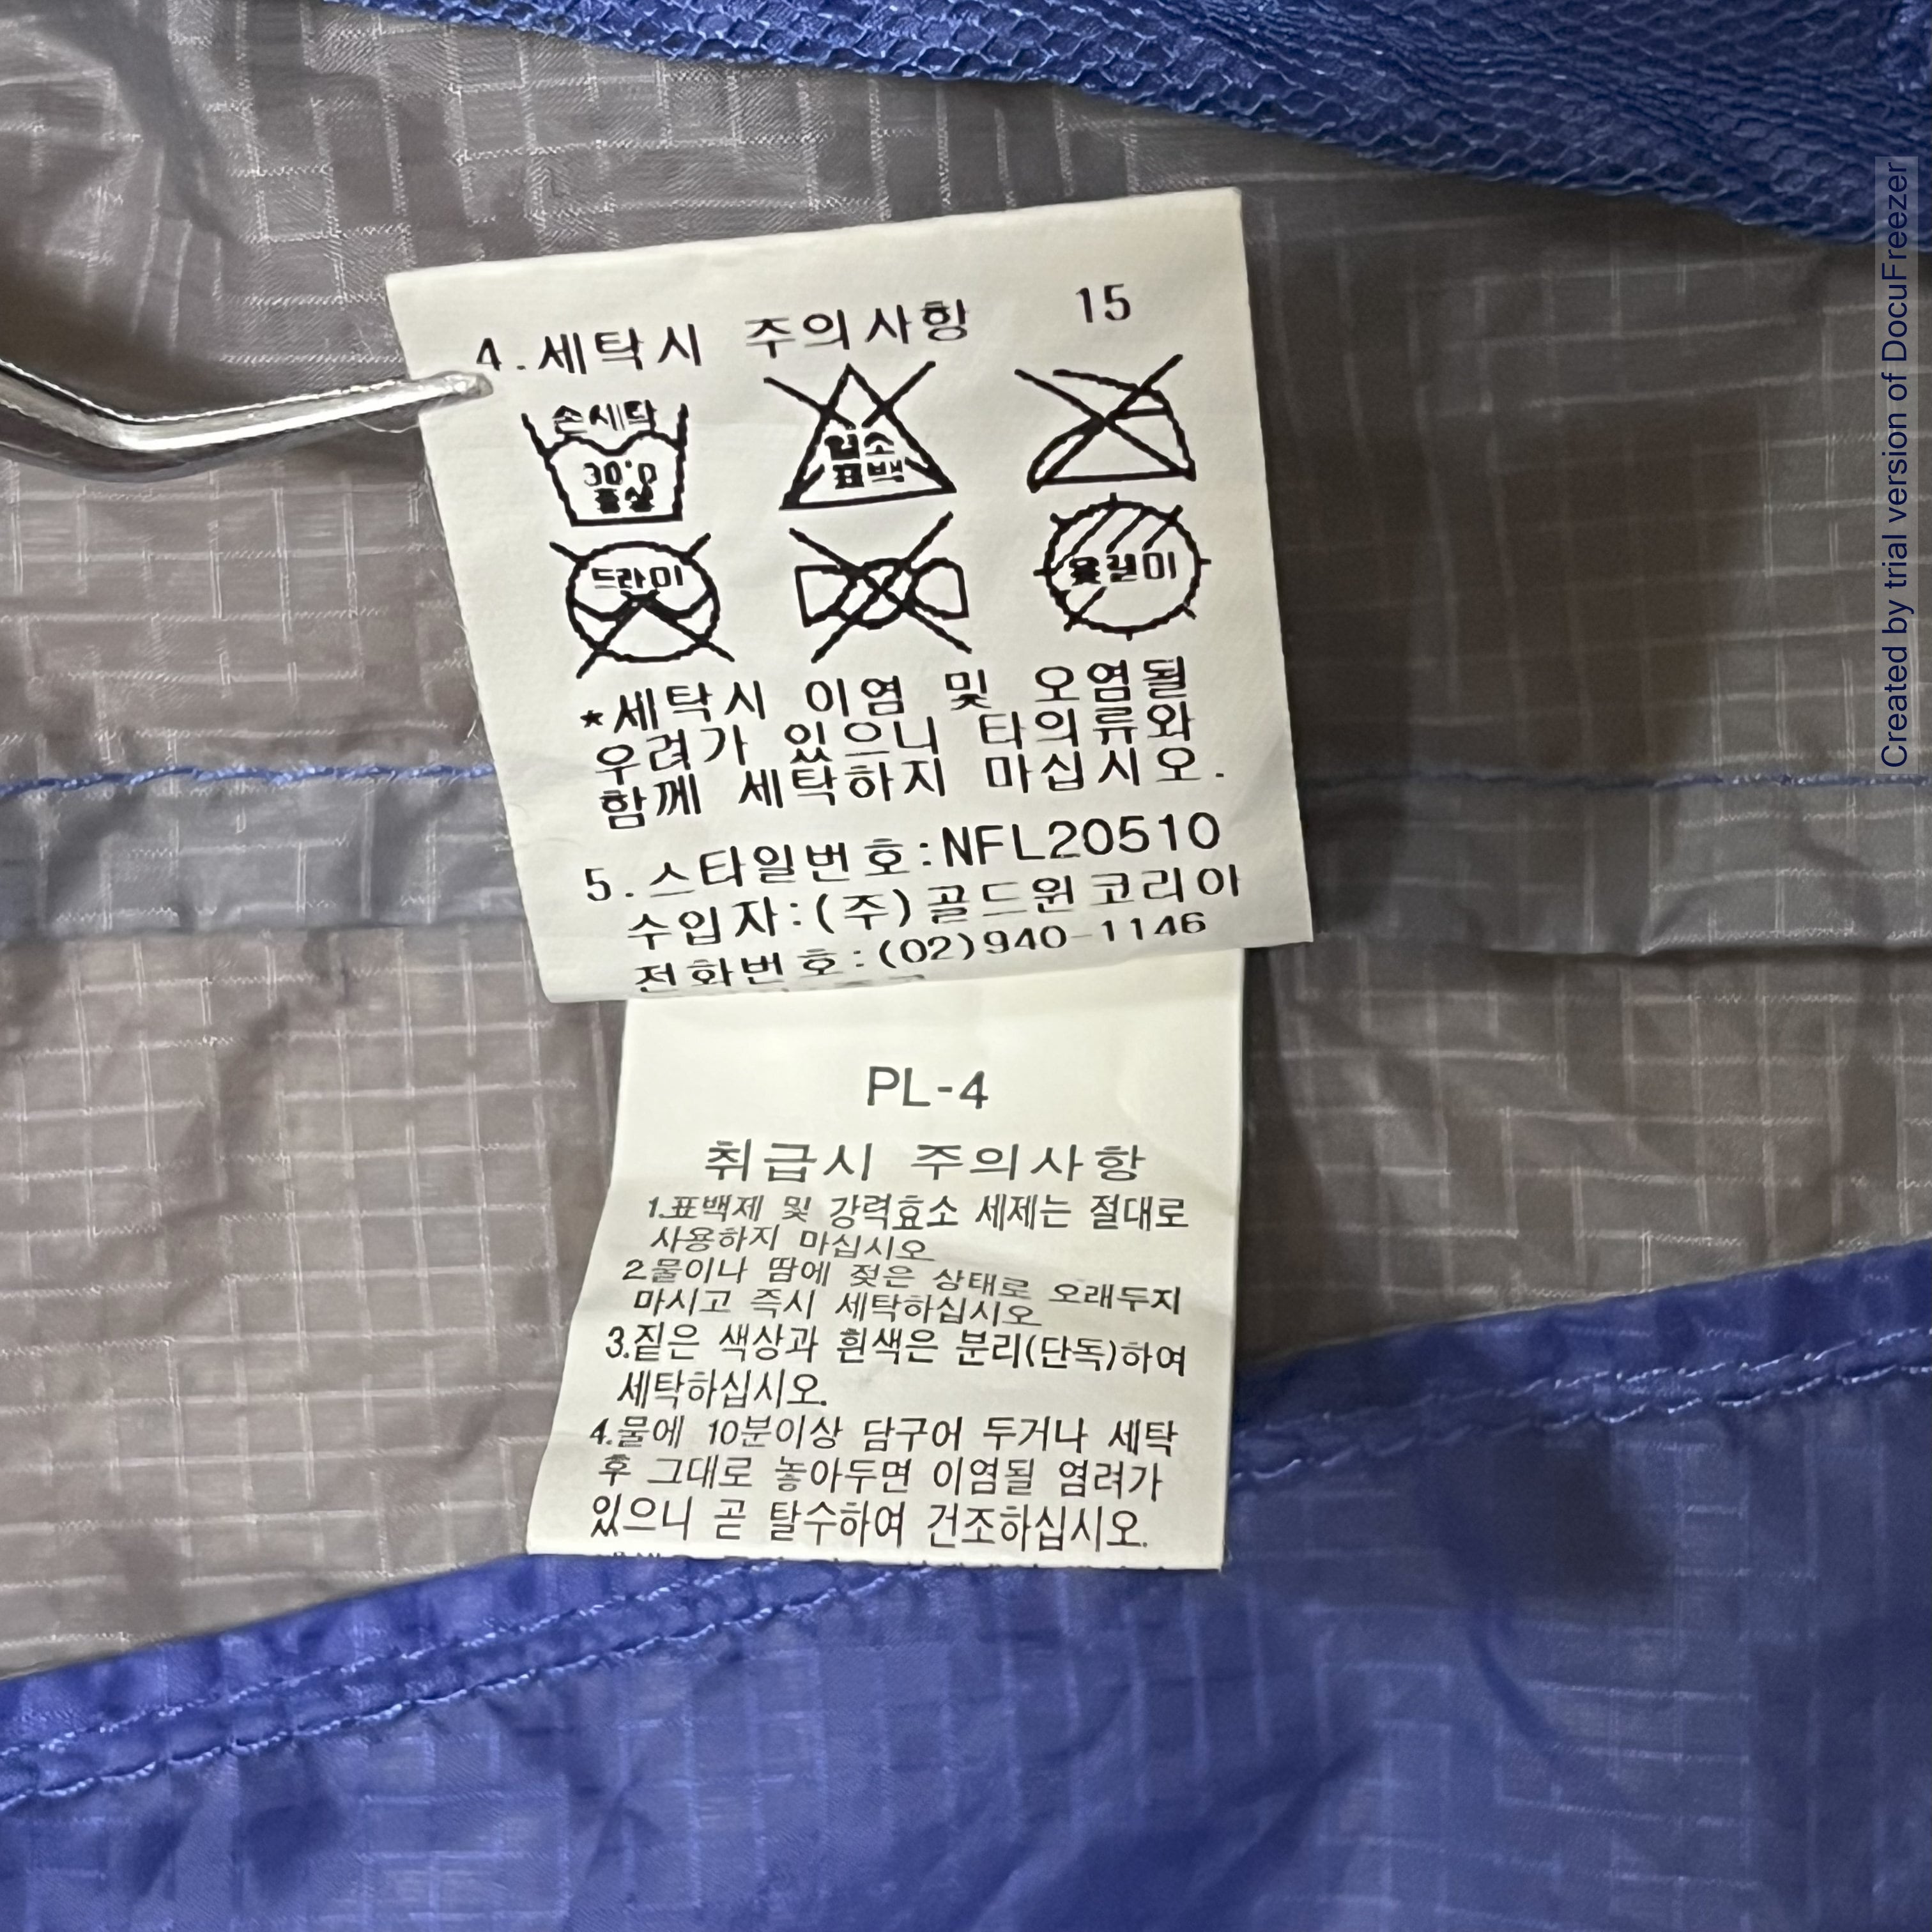 4.세탁시 주의사항 15
손세탁
30°C
중성
염소
표백
드라이
옷걸이
*세탁시 이염 및 오염될
우려가 있으니 타의류와
함께 세탁하지 마십시오.
5.스타일번호:NFL20510
수입자:(주)골드윈코리아
전화번호:(02)940-1146
PL-4
취급시 주의사항
1.표백제 및 강력효소 세제는 절대로
사용하지 마십시오
2.물이나 땀에 젖은 상태로 오래두지
마시고 즉시 세탁하십시오
3.짙은 색상과 흰색은 분리(단독)하여
세탁하십시오.
4.물에 10분이상 담구어 두거나 세탁
후 그대로 놓아두면 이염될 염려가
있으니 곧 탈수하여 건조하십시오.
Created by trial version of DocuFreezer